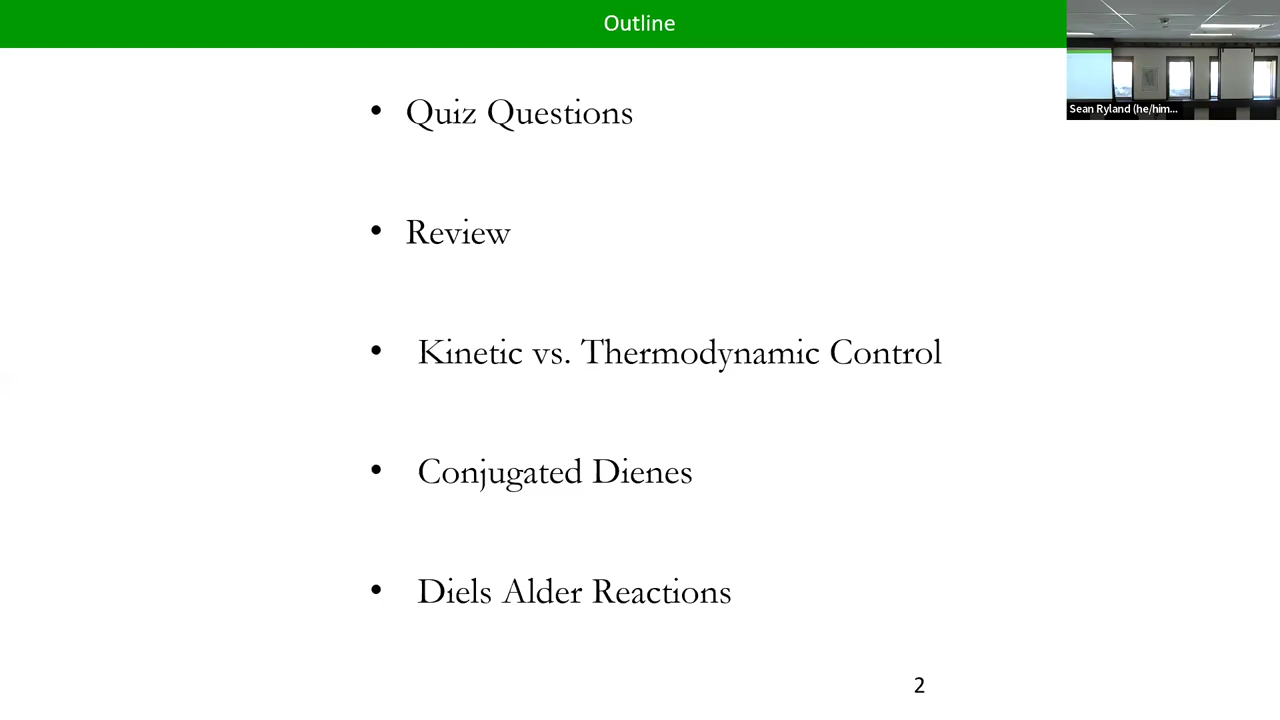 Outline
Sean Ryland (he/him...
• Quiz Questions
• Review
• Kinetic vs. Thermodynamic Control
• Conjugated Dienes
• Diels Alder Reactions
2